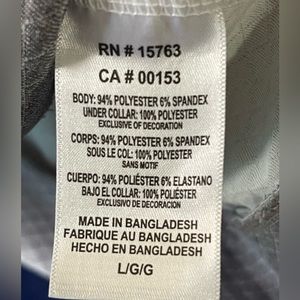 RN # 15763
CA # 00153
BODY: 94% POLYESTER 6% SPANDEX
UNDER COLLAR: 100% POLYESTER
EXCLUSIVE OF DECORATION
CORPS: 94% POLYESTER 6% SPANDEX
SOUS LE COL: 100% POLYESTER
SANS MOTIF
CUERPO: 94% POLIÉSTER 6% ELASTANO
BAJO EL COLLAR: 100% POLIÉSTER
EXCLUSIVO DE DECORACION
MADE IN BANGLADESH
FABRIQUE AU BANGLADESH
HECHO EN BANGLADESH
L/G/G